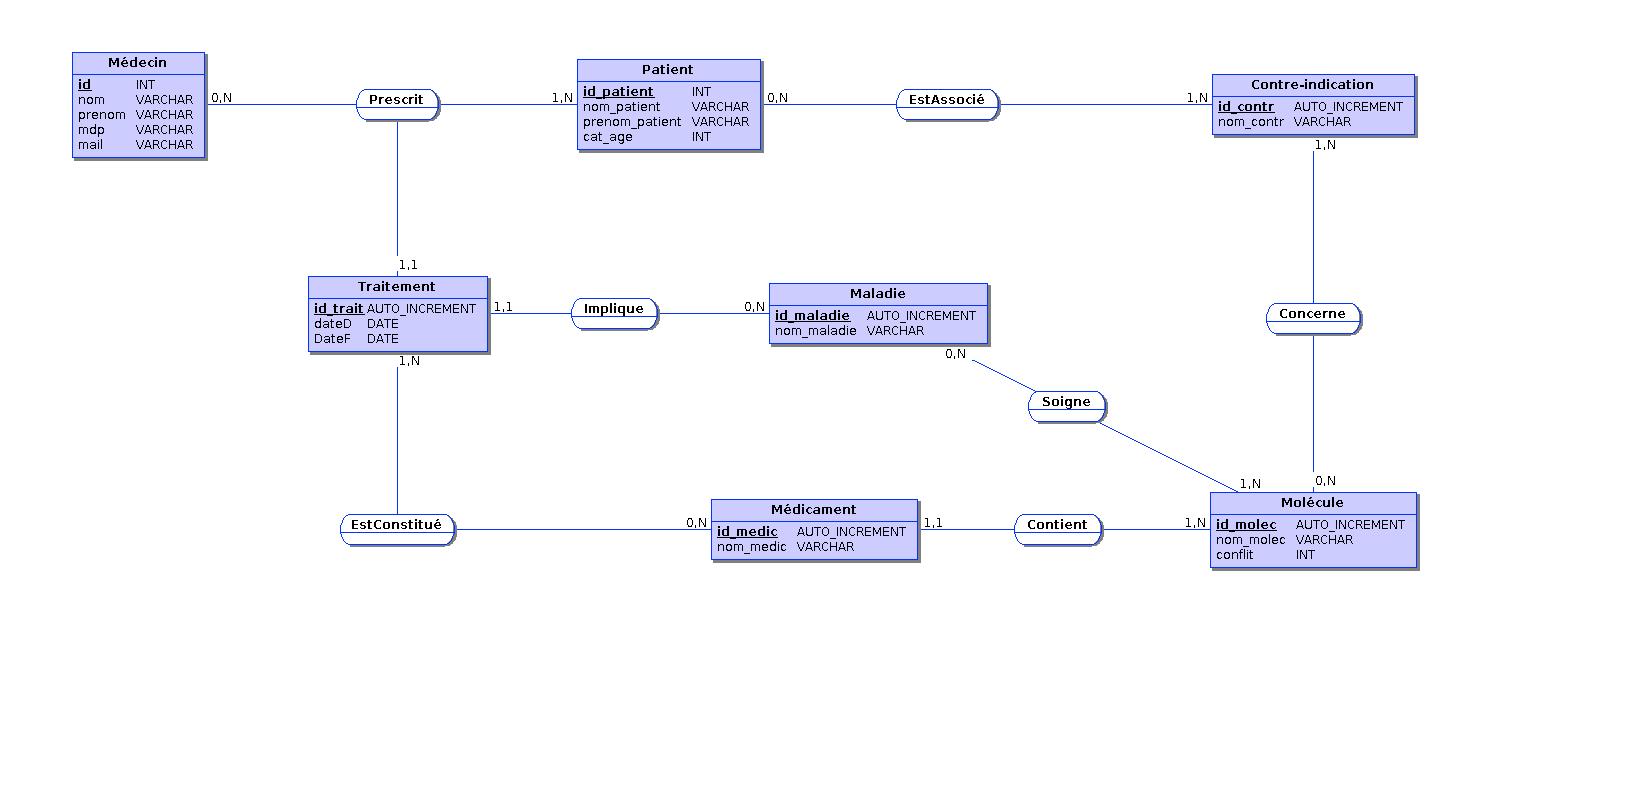 Médecin
id INT
nom VARCHAR
prenom VARCHAR
mdp VARCHAR
mail VARCHAR
0,N
Prescrit
1,N
Patient
id_patient INT
nom_patient VARCHAR
prenom_patient VARCHAR
cat_age INT
0,N
EstAssocié
1,N
Contre-indication
id_contr AUTO_INCREMENT
nom_contr VARCHAR
1,N
1,1
Traitement
id_trait AUTO_INCREMENT
dateD DATE
DateF DATE
1,1
Implique
0,N
Maladie
id_maladie AUTO_INCREMENT
nom_maladie VARCHAR
Concerne
0,N
1,N
Soigne
1,N
0,N
EstConstitué
0,N
Médicament
id_medic AUTO_INCREMENT
nom_medic VARCHAR
1,1
Contient
1,N
Molécule
id_molec AUTO_INCREMENT
nom_molec VARCHAR
conflit INT